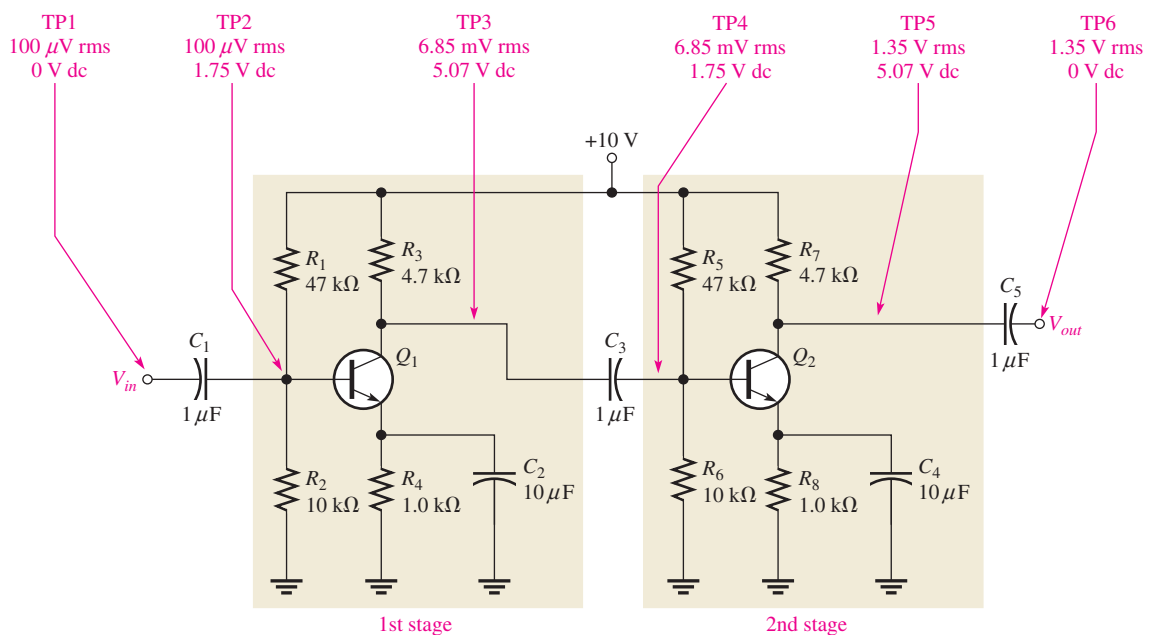 TP1
100 μV rms
0 V dc
TP2
100 μV rms
1.75 V dc
TP3
6.85 mV rms
5.07 V dc
TP4
6.85 mV rms
1.75 V dc
TP5
1.35 V rms
5.07 V dc
TP6
1.35 V rms
0 V dc
+10 V
R1
47 kΩ
R3
4.7 kΩ
R5
47 kΩ
R7
4.7 kΩ
C5
Vout
1 μF
C1
Q1
C3
Q2
Vin
1 μF
1 μF
R2
10 kΩ
R4
1.0 kΩ
C2
10 μF
R6
10 kΩ
R8
1.0 kΩ
C4
10 μF
1st stage
2nd stage